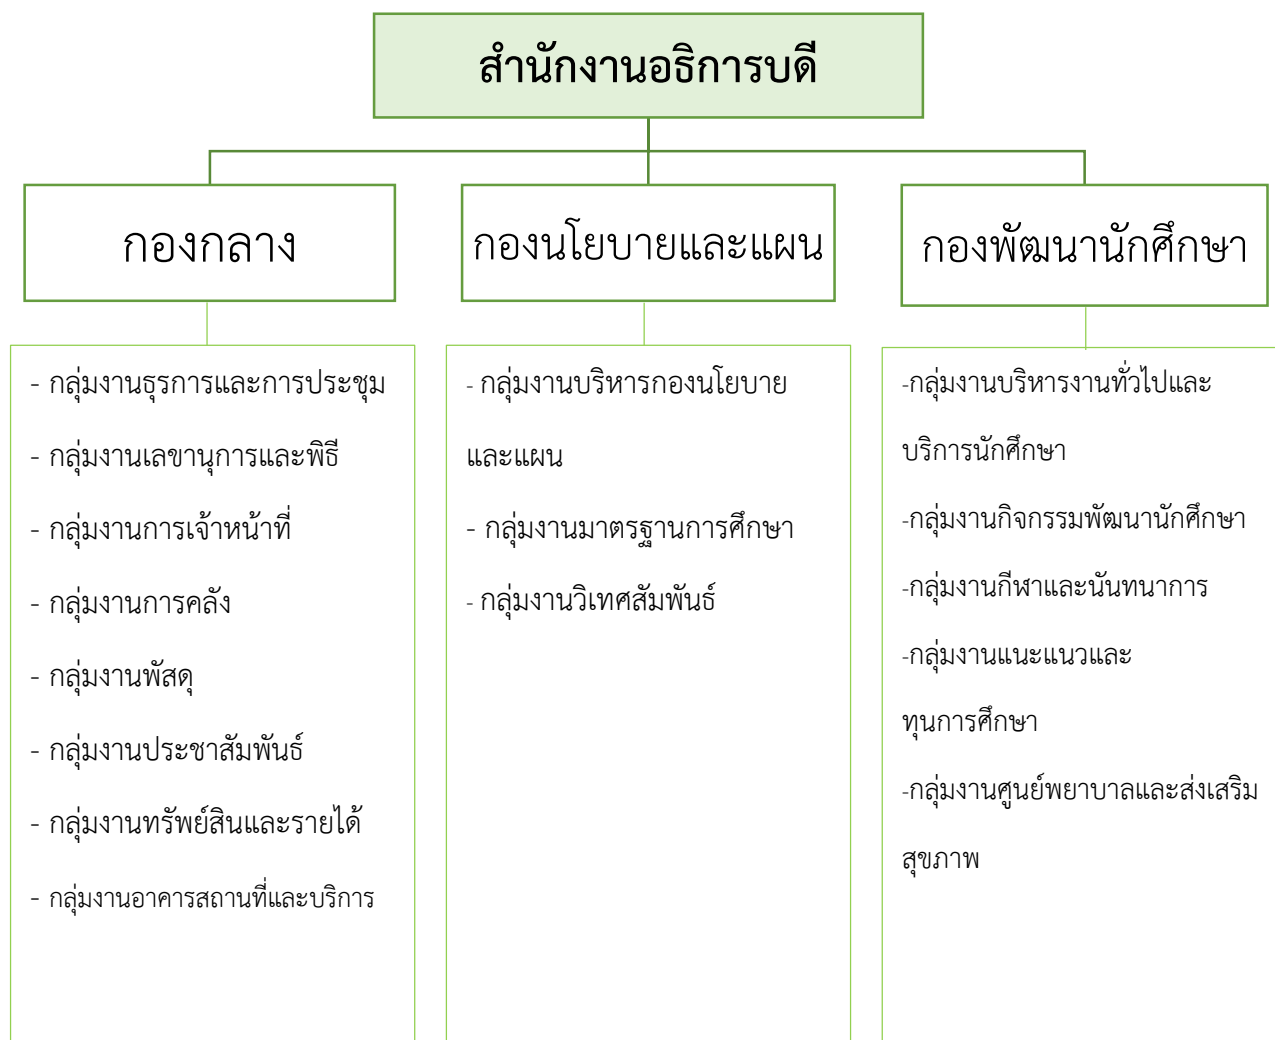 สำนักงานอธิการบดี
กองกลาง
กองนโยบายและแผน
กองพัฒนานักศึกษา
- กลุ่มงานธุรการและการประชุม
- กลุ่มงานเลขานุการและพิธี
- กลุ่มงานการเจ้าหน้าที่
- กลุ่มงานการคลัง
- กลุ่มงานพัสดุ
- กลุ่มงานประชาสัมพันธ์
- กลุ่มงานทรัพย์สินและรายได้
- กลุ่มงานอาคารสถานที่และบริการ
- กลุ่มงานบริหารกองนโยบาย
และแผน
- กลุ่มงานมาตรฐานการศึกษา
- กลุ่มงานวิเทศสัมพันธ์
-กลุ่มงานบริหารงานทั่วไปและ
บริการนักศึกษา
-กลุ่มงานกิจกรรมพัฒนานักศึกษา
-กลุ่มงานกีฬาและนันทนาการ
-กลุ่มงานแนะแนวและ
ทุนการศึกษา
-กลุ่มงานศูนย์พยาบาลและส่งเสริม
สุขภาพ